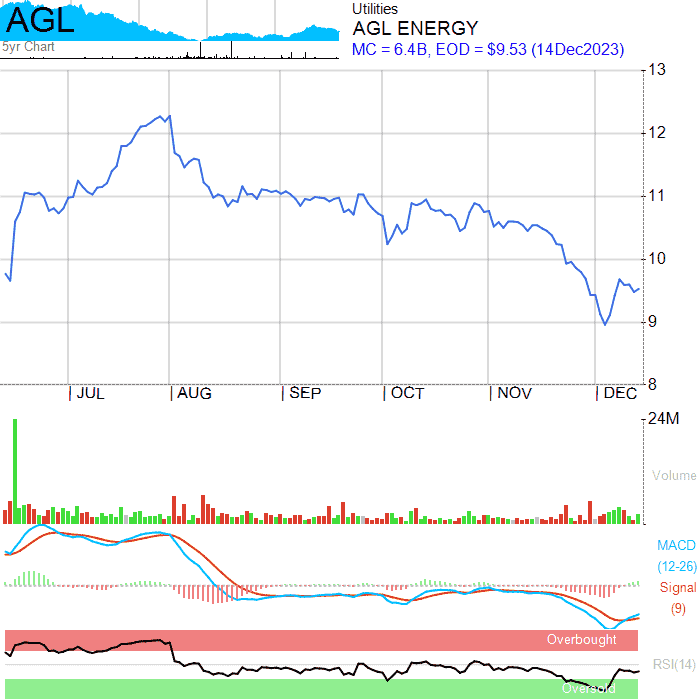 AGL
5yr Chart
Utilities
AGL ENERGY
MC = 6.4B, EOD = $9.53 (14Dec2023)
13
12
11
10
9
8
JUL AUG SEP OCT NOV DEC
24M
Volume
MACD
(12-26)
Signal
(9)
Overbought
RSI(14)
Oversold